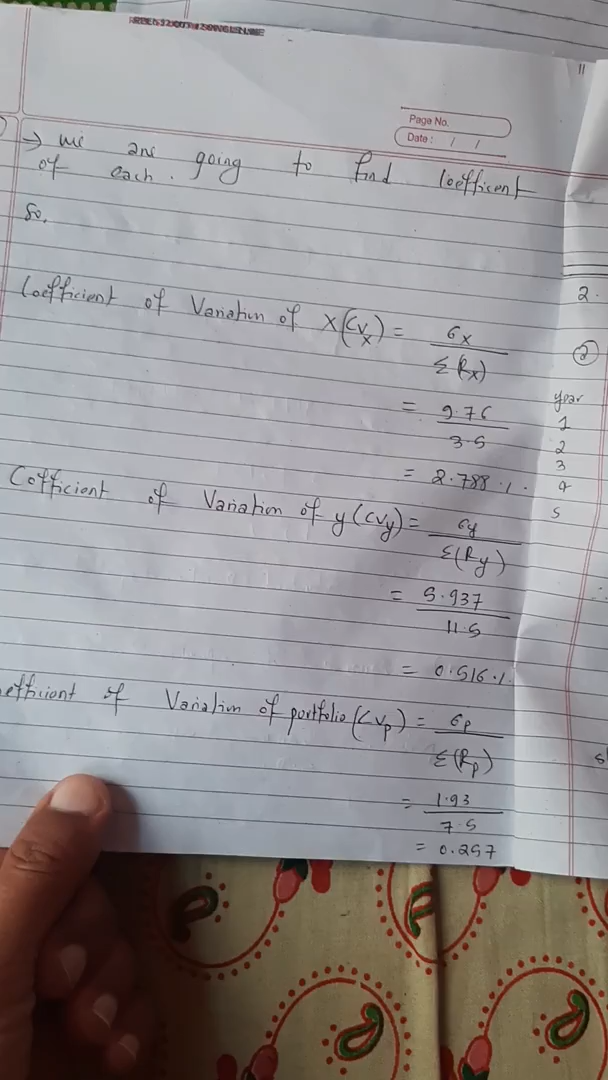 11
Page No.
Date: / /
→ we are going to find Coefficent
of each.
So,
Coefficient of Variation of X(CVx) = σx
Σ(Rx)
= 9.76
3.5
= 2.788 %.
Cofficient of Variation of y(CVy) = σy
Σ(Ry)
= 5.937
11.5
= 0.516 %.
efficient of Variation of portfolio(CVp) = σp
Σ(Rp)
= 1.93
7.5
= 0.257
2.
②
year
1
2
3
4
5